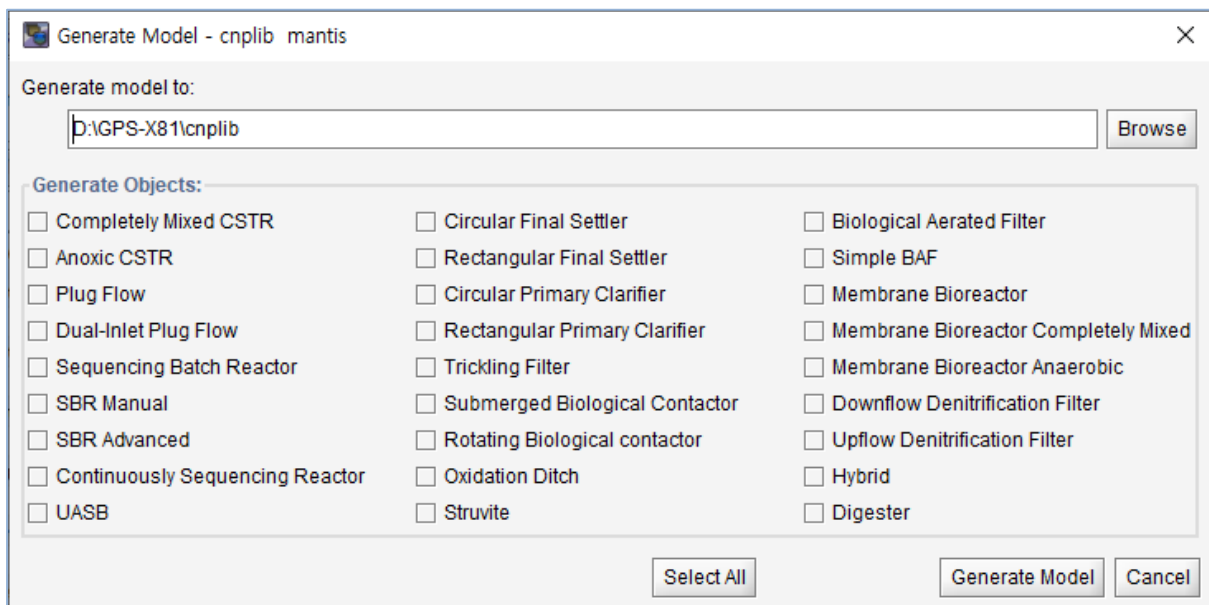 Generate Model - cnplib mantis
Generate model to:
D:\GPS-X81\cnplib
Browse
Generate Objects:
Completely Mixed CSTR
Anoxic CSTR
Plug Flow
Dual-Inlet Plug Flow
Sequencing Batch Reactor
SBR Manual
SBR Advanced
Continuously Sequencing Reactor
UASB
Circular Final Settler
Rectangular Final Settler
Circular Primary Clarifier
Rectangular Primary Clarifier
Trickling Filter
Submerged Biological Contactor
Rotating Biological contactor
Oxidation Ditch
Struvite
Biological Aerated Filter
Simple BAF
Membrane Bioreactor
Membrane Bioreactor Completely Mixed
Membrane Bioreactor Anaerobic
Downflow Denitrification Filter
Upflow Denitrification Filter
Hybrid
Digester
Select All
Generate Model
Cancel